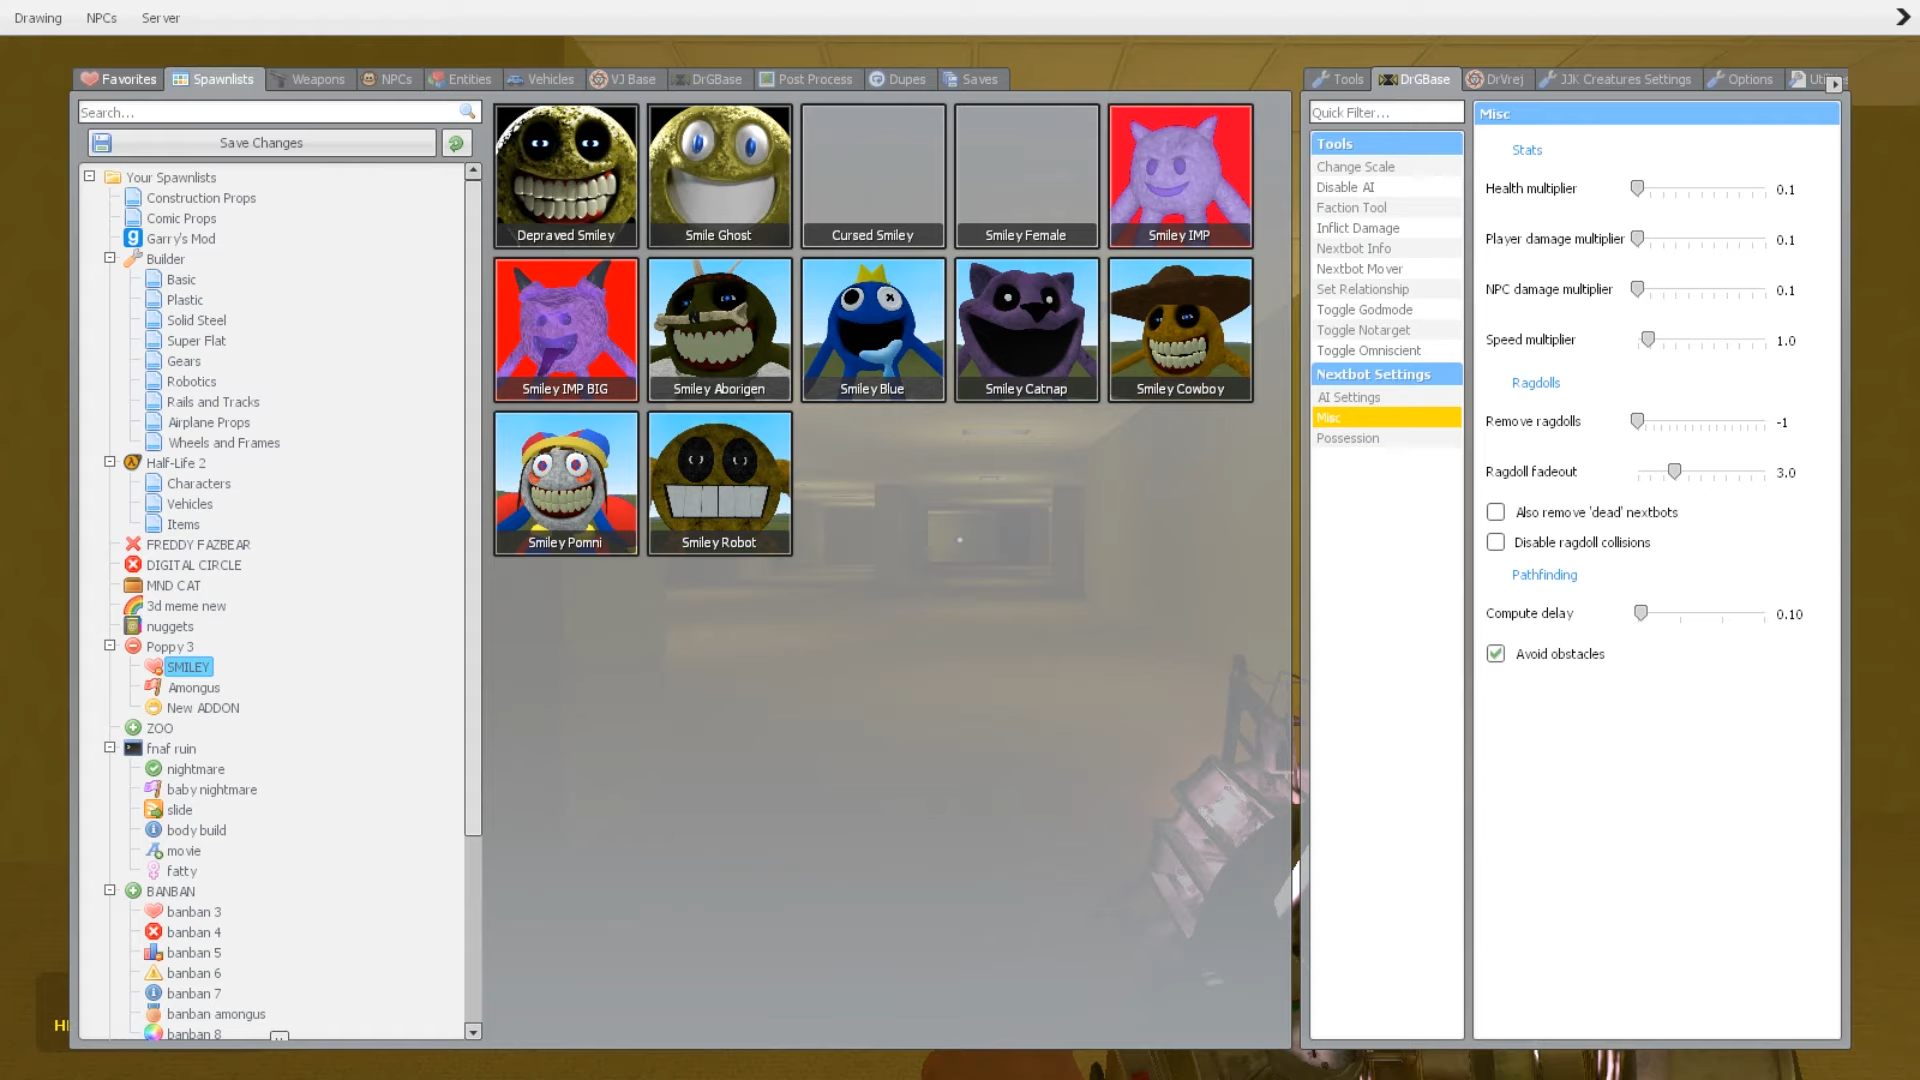 Drawing NPCs Server
Favorites Spawnlists Weapons NPCs Entities Vehicles VJ Base DrGBase Post Process Dupes Saves
Search...
Save Changes
Your Spawnlists
Construction Props
Comic Props
Garry's Mod
Builder
Basic
Plastic
Solid Steel
Super Flat
Gears
Robotics
Rails and Tracks
Airplane Props
Wheels and Frames
Half-Life 2
Characters
Vehicles
Items
FREDDY FAZBEAR
DIGITAL CIRCLE
MND CAT
3d meme new
nuggets
Poppy 3
SMILEY
Amongus
New ADDON
ZOO
fnaf ruin
nightmare
baby nightmare
slide
body build
movie
fatty
BANBAN
banban 3
banban 4
banban 5
banban 6
banban 7
banban amongus
banban 8
Depraved Smiley
Smile Ghost
Cursed Smiley
Smiley Female
Smiley IMP
Smiley IMP BIG
Smiley Aborigen
Smiley Blue
Smiley Catnap
Smiley Cowboy
Smiley Pomni
Smiley Robot
Tools DrGBase DrVrej JJK Creatures Settings Options
Quick Filter...
Tools
Change Scale
Disable AI
Faction Tool
Inflict Damage
Nextbot Info
Nextbot Mover
Set Relationship
Toggle Godmode
Toggle Notarget
Toggle Omniscient
Nextbot Settings
AI Settings
Misc
Possession
Misc
Stats
Health multiplier 0.1
Player damage multiplier 0.1
NPC damage multiplier 0.1
Speed multiplier 1.0
Ragdolls
Remove ragdolls -1
Ragdoll fadeout 3.0
Also remove 'dead' nextbots
Disable ragdoll collisions
Pathfinding
Compute delay 0.10
Avoid obstacles